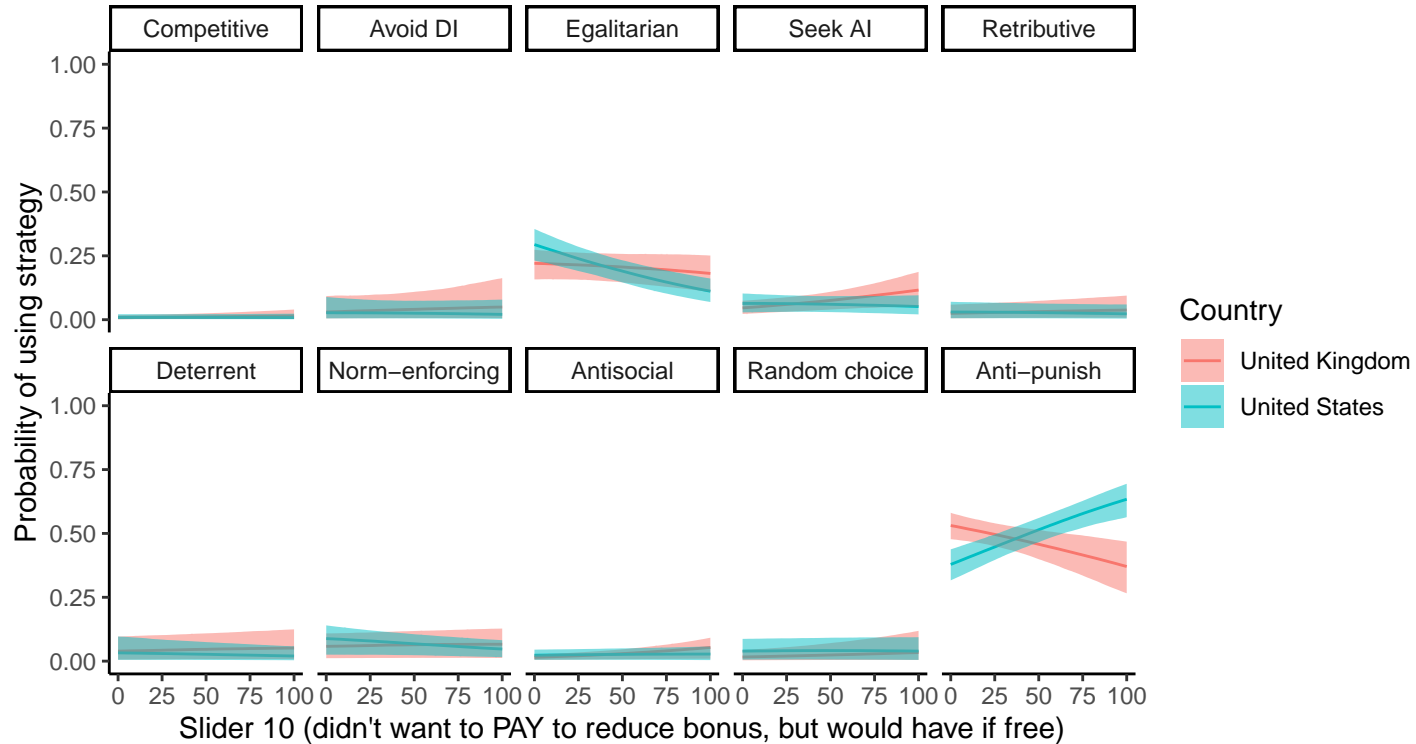 Competitive Avoid DI Egalitarian Seek AI Retributive
1.00
0.75
0.50
0.25
0.00
Deterrent Norm−enforcing Antisocial Random choice Anti−punish
1.00
0.75
0.50
0.25
0.00
0 25 50 75 100 0 25 50 75 100 0 25 50 75 100 0 25 50 75 100 0 25 50 75 100
Slider 10 (didn't want to PAY to reduce bonus, but would have if free)
Probability of using strategy
Country
United Kingdom
United States